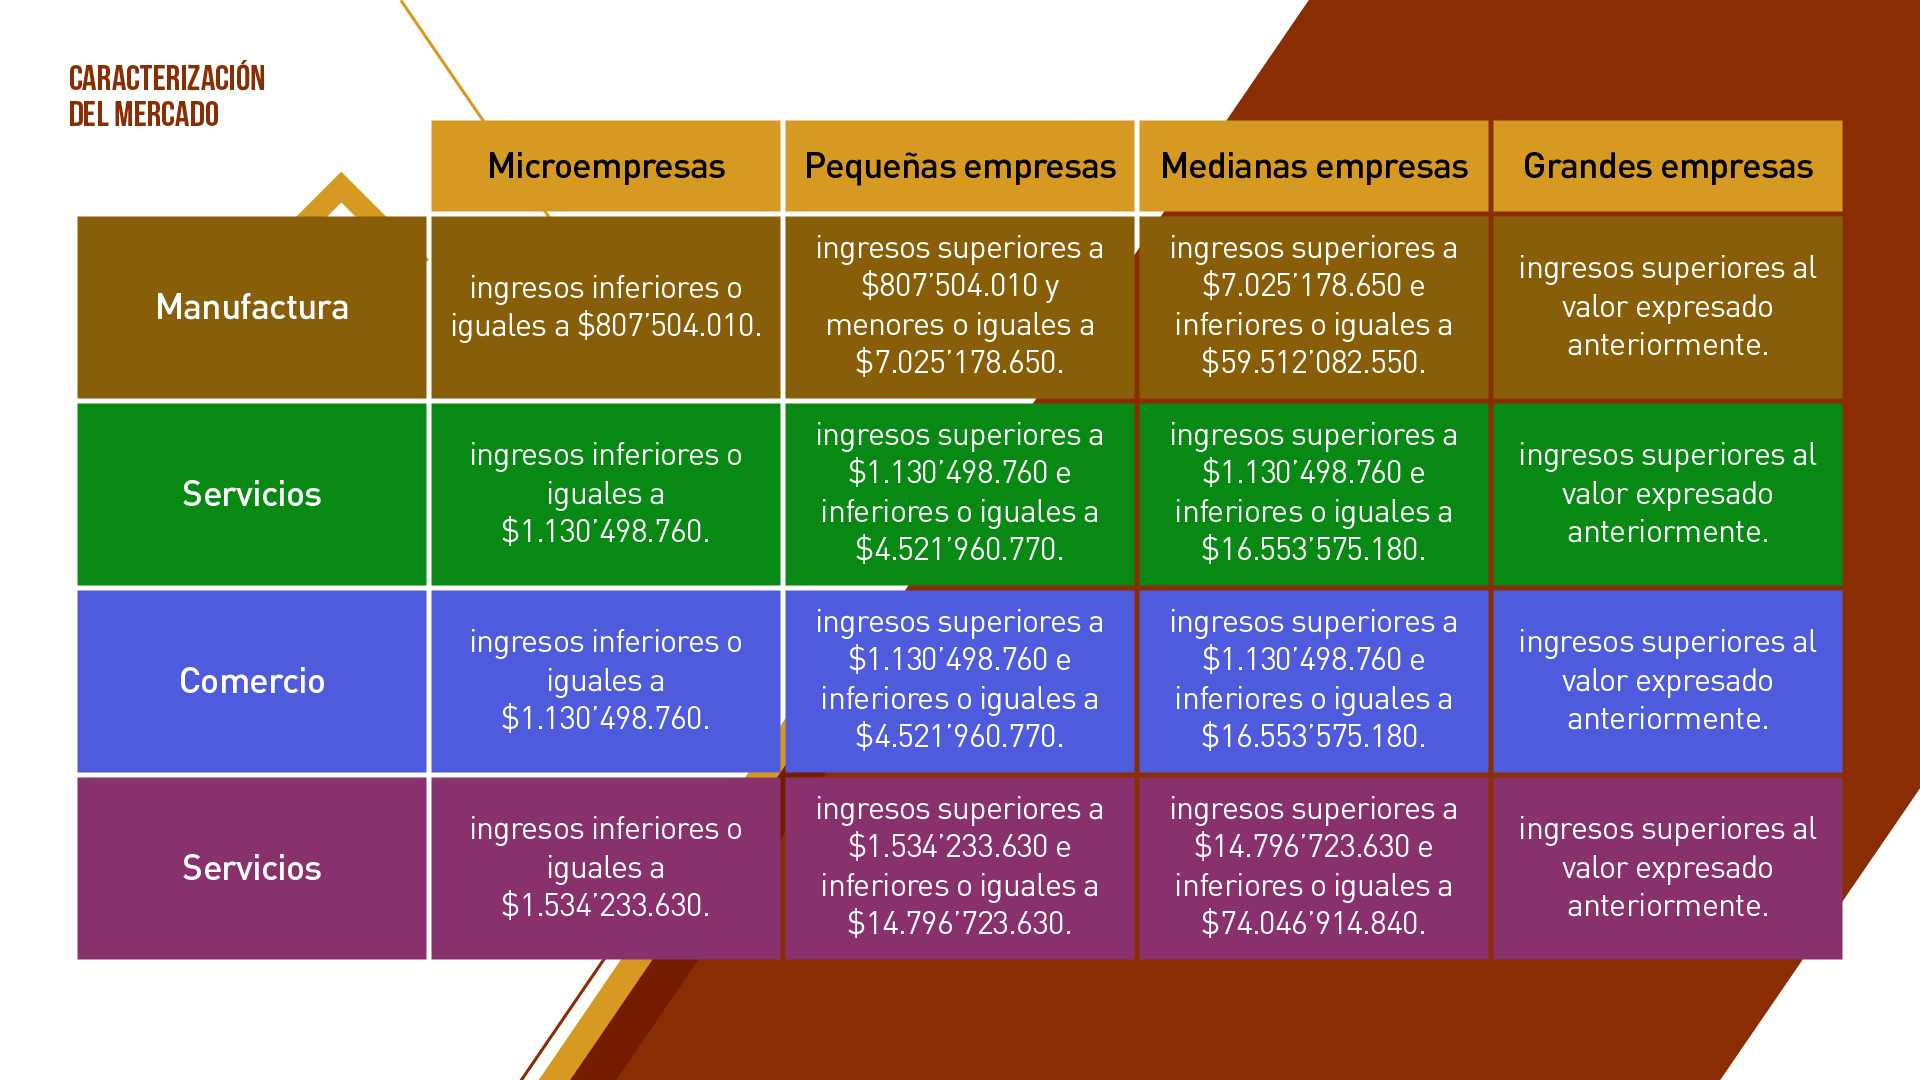 CARACTERIZACIÓN
DEL MERCADO
Microempresas
Pequeñas empresas
Medianas empresas
Grandes empresas
Manufactura
ingresos inferiores o
iguales a $807’504.010.
ingresos superiores a
$807’504.010 y
menores o iguales a
$7.025’178.650.
ingresos superiores a
$7.025’178.650 e
inferiores o iguales a
$59.512’082.550.
ingresos superiores al
valor expresado
anteriormente.
Servicios
ingresos inferiores o
iguales a
$1.130’498.760.
ingresos superiores a
$1.130’498.760 e
inferiores o iguales a
$4.521’960.770.
ingresos superiores a
$1.130’498.760 e
inferiores o iguales a
$16.553’575.180.
ingresos superiores al
valor expresado
anteriormente.
Comercio
ingresos inferiores o
iguales a
$1.130’498.760.
ingresos superiores a
$1.130’498.760 e
inferiores o iguales a
$4.521’960.770.
ingresos superiores a
$1.130’498.760 e
inferiores o iguales a
$16.553’575.180.
ingresos superiores al
valor expresado
anteriormente.
Servicios
ingresos inferiores o
iguales a
$1.534’233.630.
ingresos superiores a
$1.534’233.630 e
inferiores o iguales a
$14.796’723.630.
ingresos superiores a
$14.796’723.630 e
inferiores o iguales a
$74.046’914.840.
ingresos superiores al
valor expresado
anteriormente.